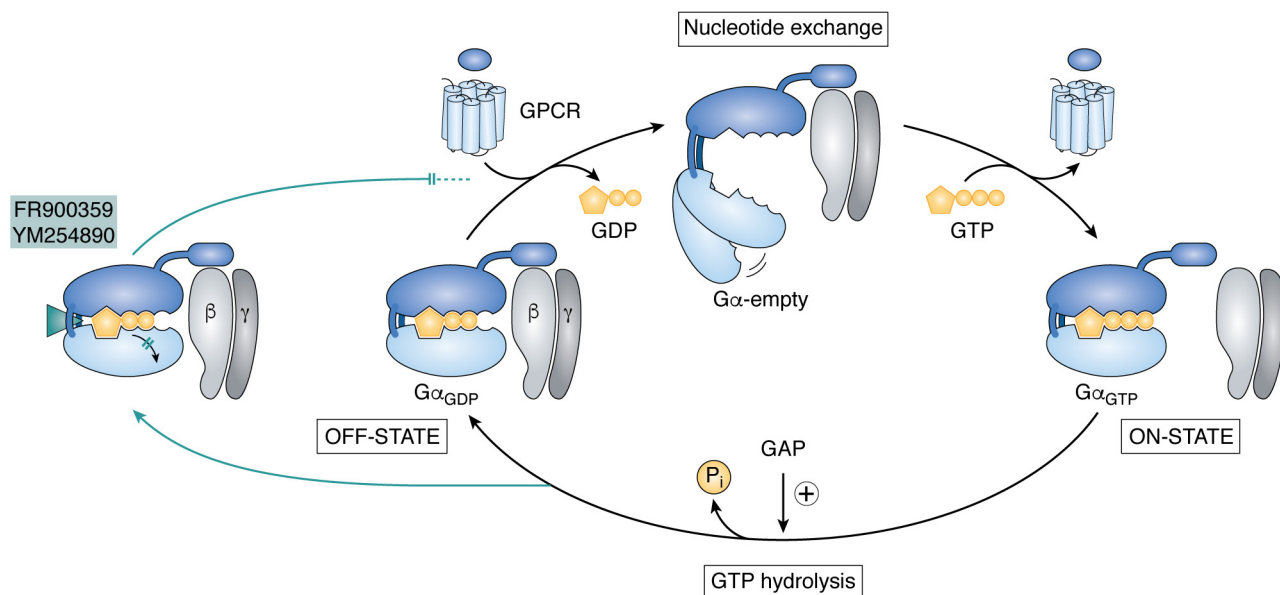 Nucleotide exchange
GPCR
FR900359
YM254890
GDP
GTP
Gα-empty
β
γ
β
γ
GαGDP
GαGTP
OFF-STATE
ON-STATE
GAP
Pi
+
GTP hydrolysis